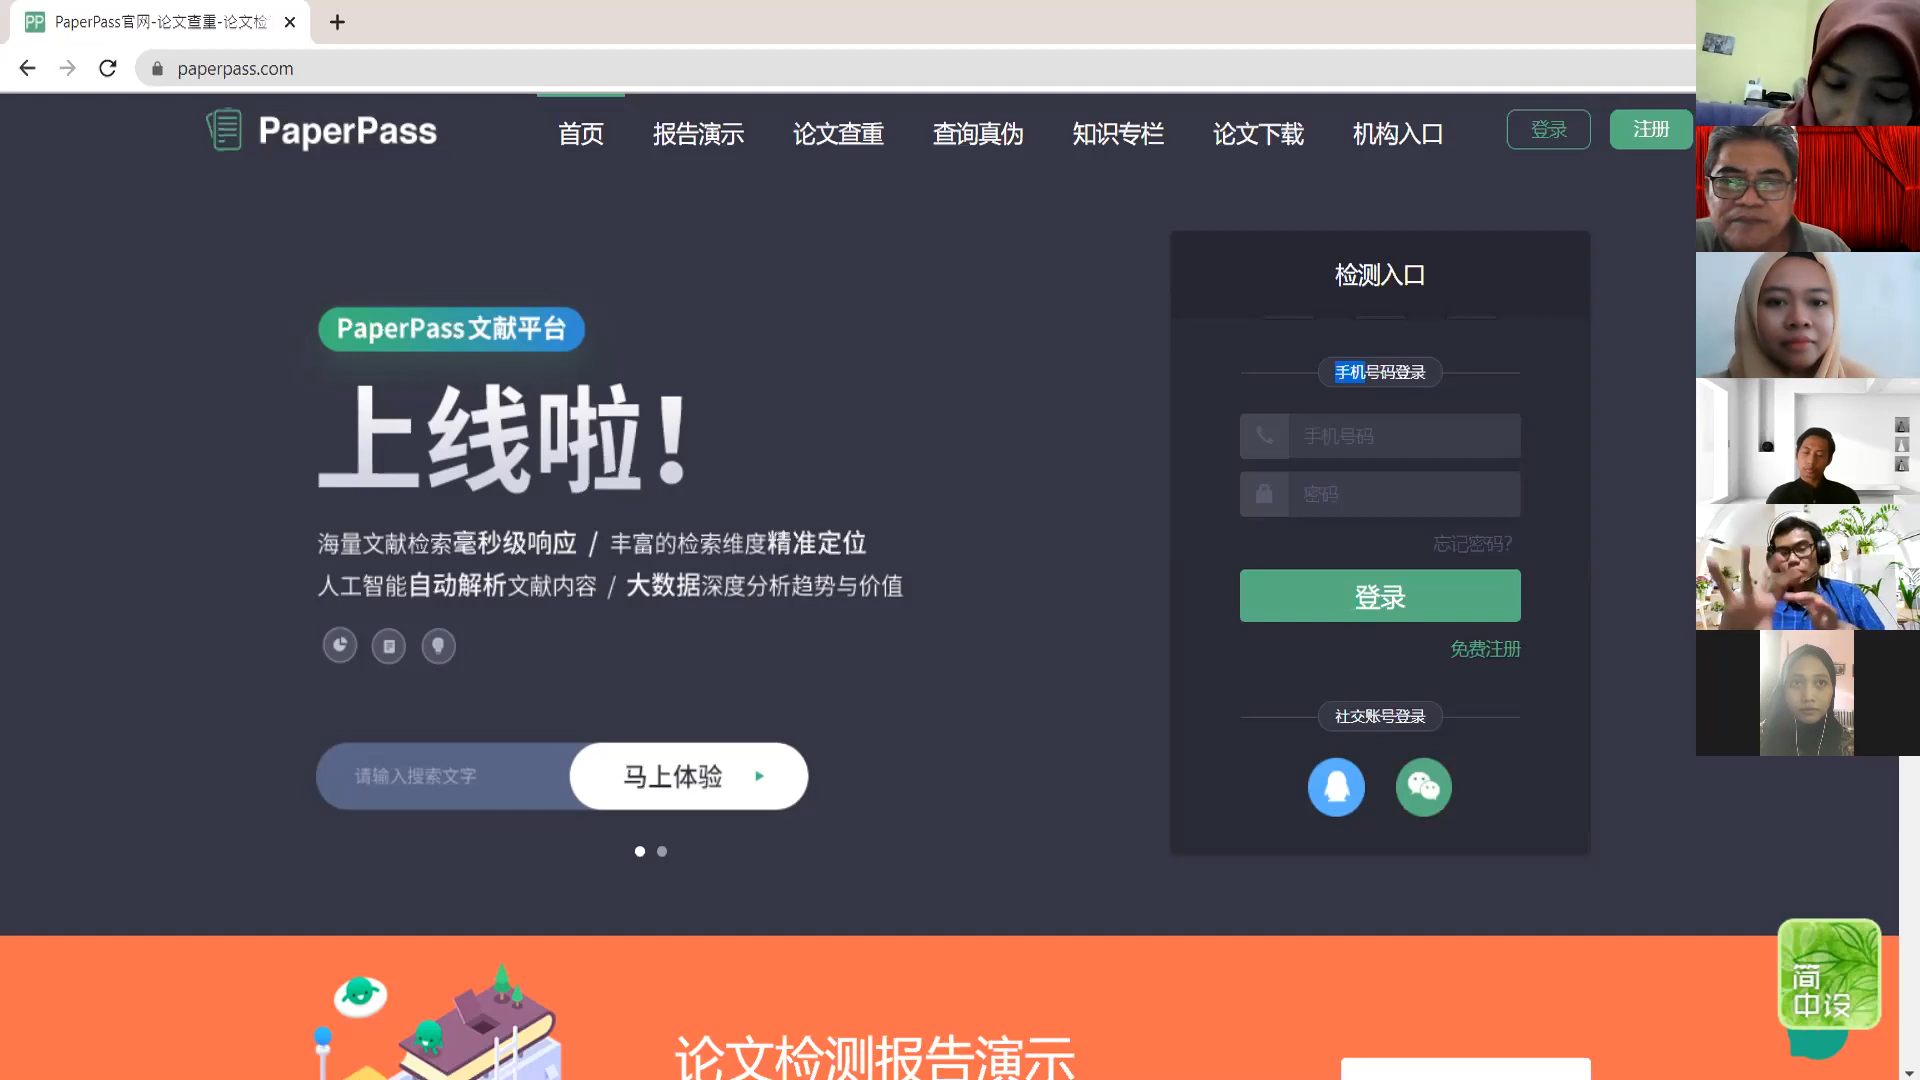 PaperPass官网-论文查重-论文检
paperpass.com
PaperPass
首页 报告演示 论文查重 查询真伪 知识专栏 论文下载 机构入口 登录 注册
检测入口
PaperPass文献平台
上线啦！
手机号码登录
手机号码
密码
海量文献检索毫秒级响应 / 丰富的检索维度精准定位
忘记密码?
人工智能自动解析文献内容 / 大数据深度分析趋势与价值
登录
免费注册
社交账号登录
请输入搜索文字
马上体验
简
中设
论文检测报告演示